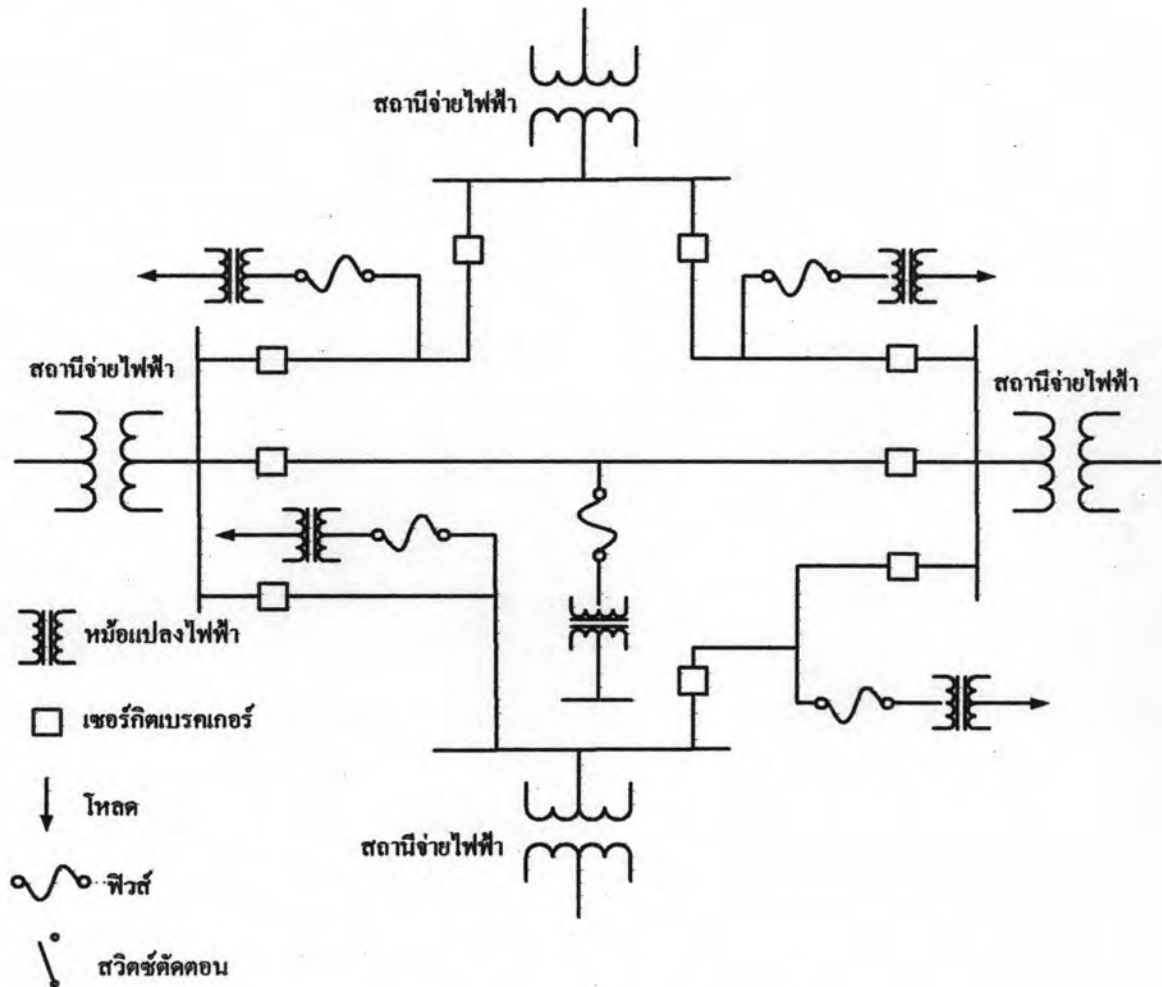 สถานีจ่ายไฟฟ้า
สถานีจ่ายไฟฟ้า
สถานีจ่ายไฟฟ้า
หม้อแปลงไฟฟ้า
เซอร์กิตเบรคเกอร์
โหลด
สถานีจ่ายไฟฟ้า
ฟิวส์
สวิตซ์ตัดตอน